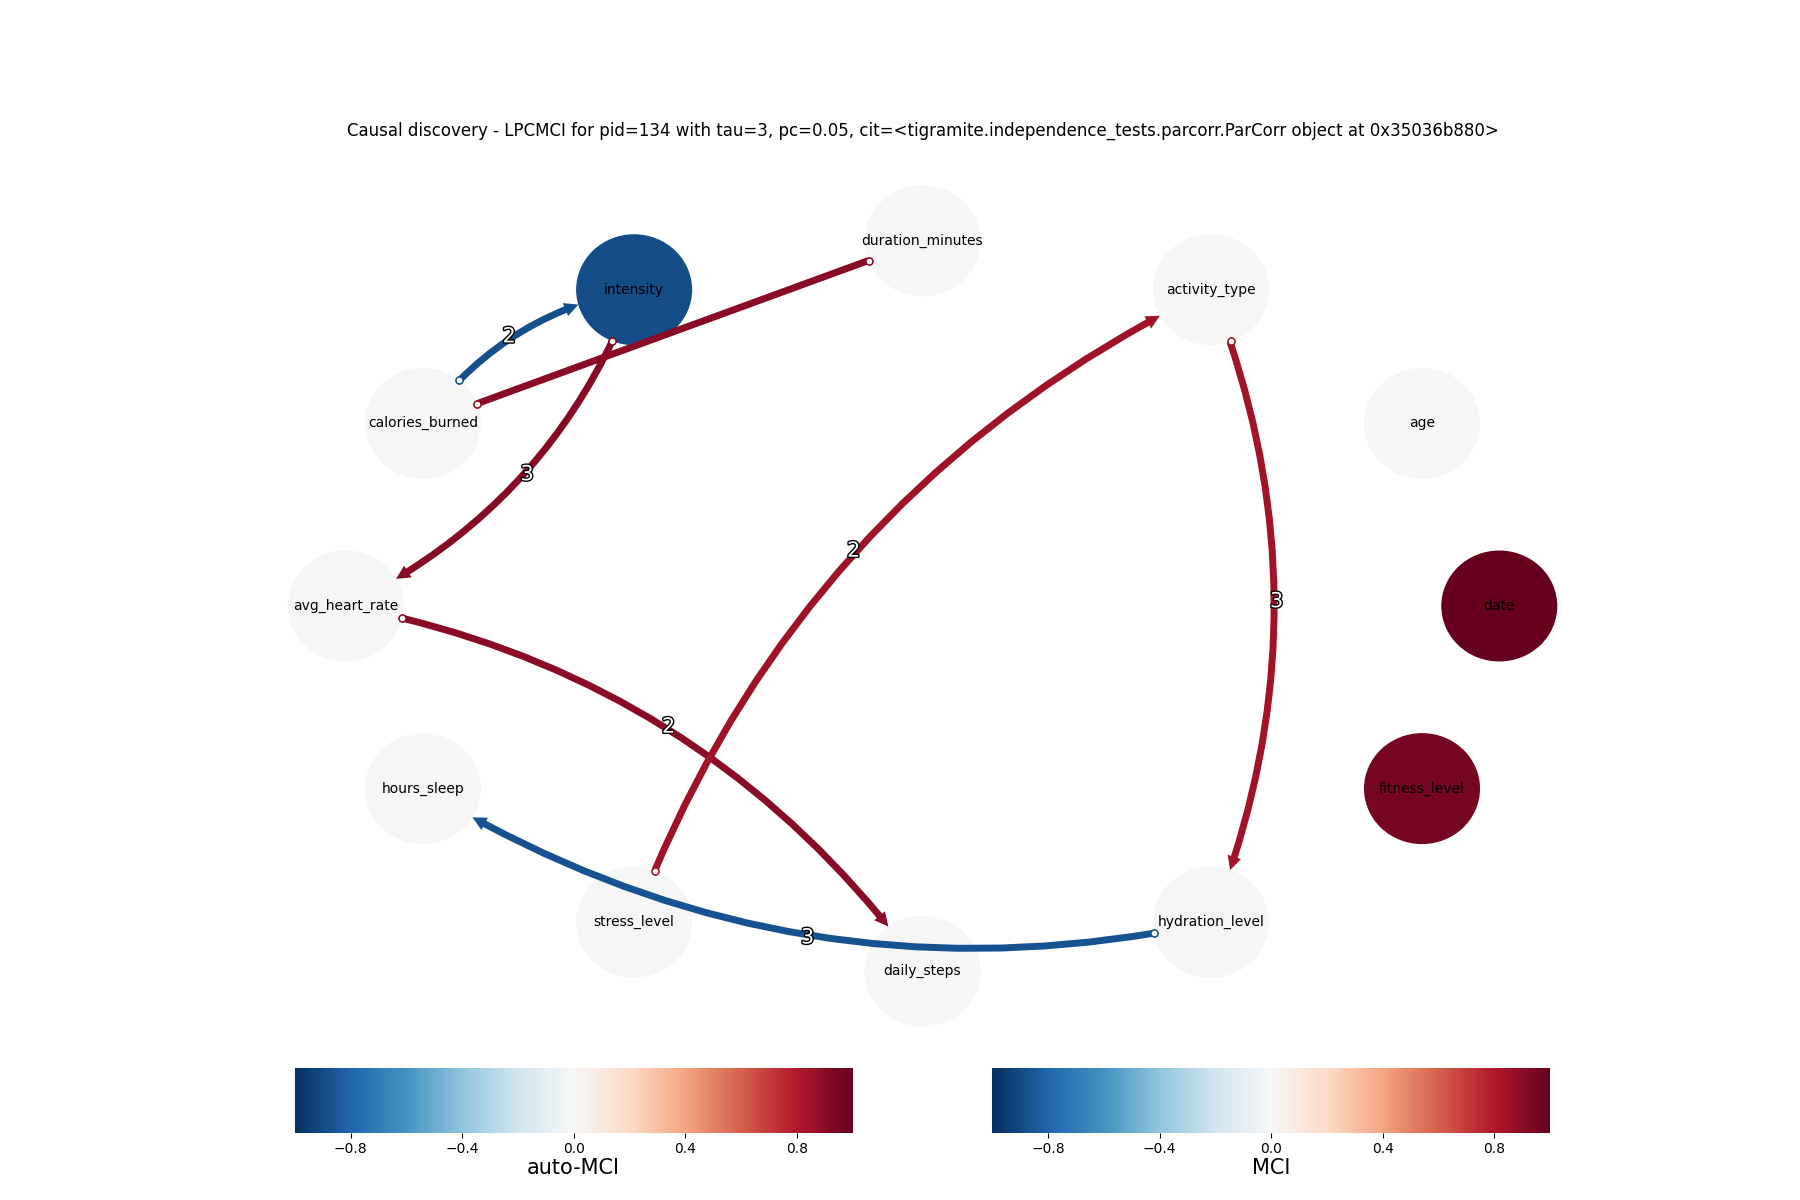 Causal discovery - LPCMCI for pid=134 with tau=3, pc=0.05, cit=<tigramite.independence_tests.parcorr.ParCorr object at 0x35036b880>
duration_minutes
intensity
activity_type
2
calories_burned
age
3
2
avg_heart_rate
3
date
2
hours_sleep
fitness_level
stress_level
hydration_level
3
daily_steps
−0.8 −0.4 0.0 0.4 0.8
auto-MCI
−0.8 −0.4 0.0 0.4 0.8
MCI